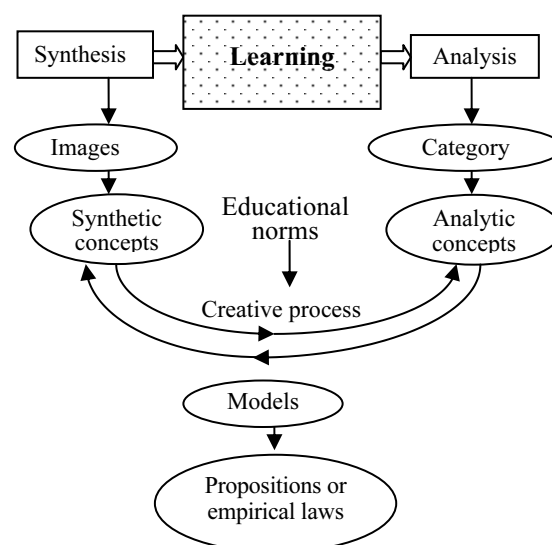 Synthesis
Learning
Analysis
Images
Category
Synthetic
concepts
Educational
norms
Analytic
concepts
Creative process
Models
Propositions or
empirical laws